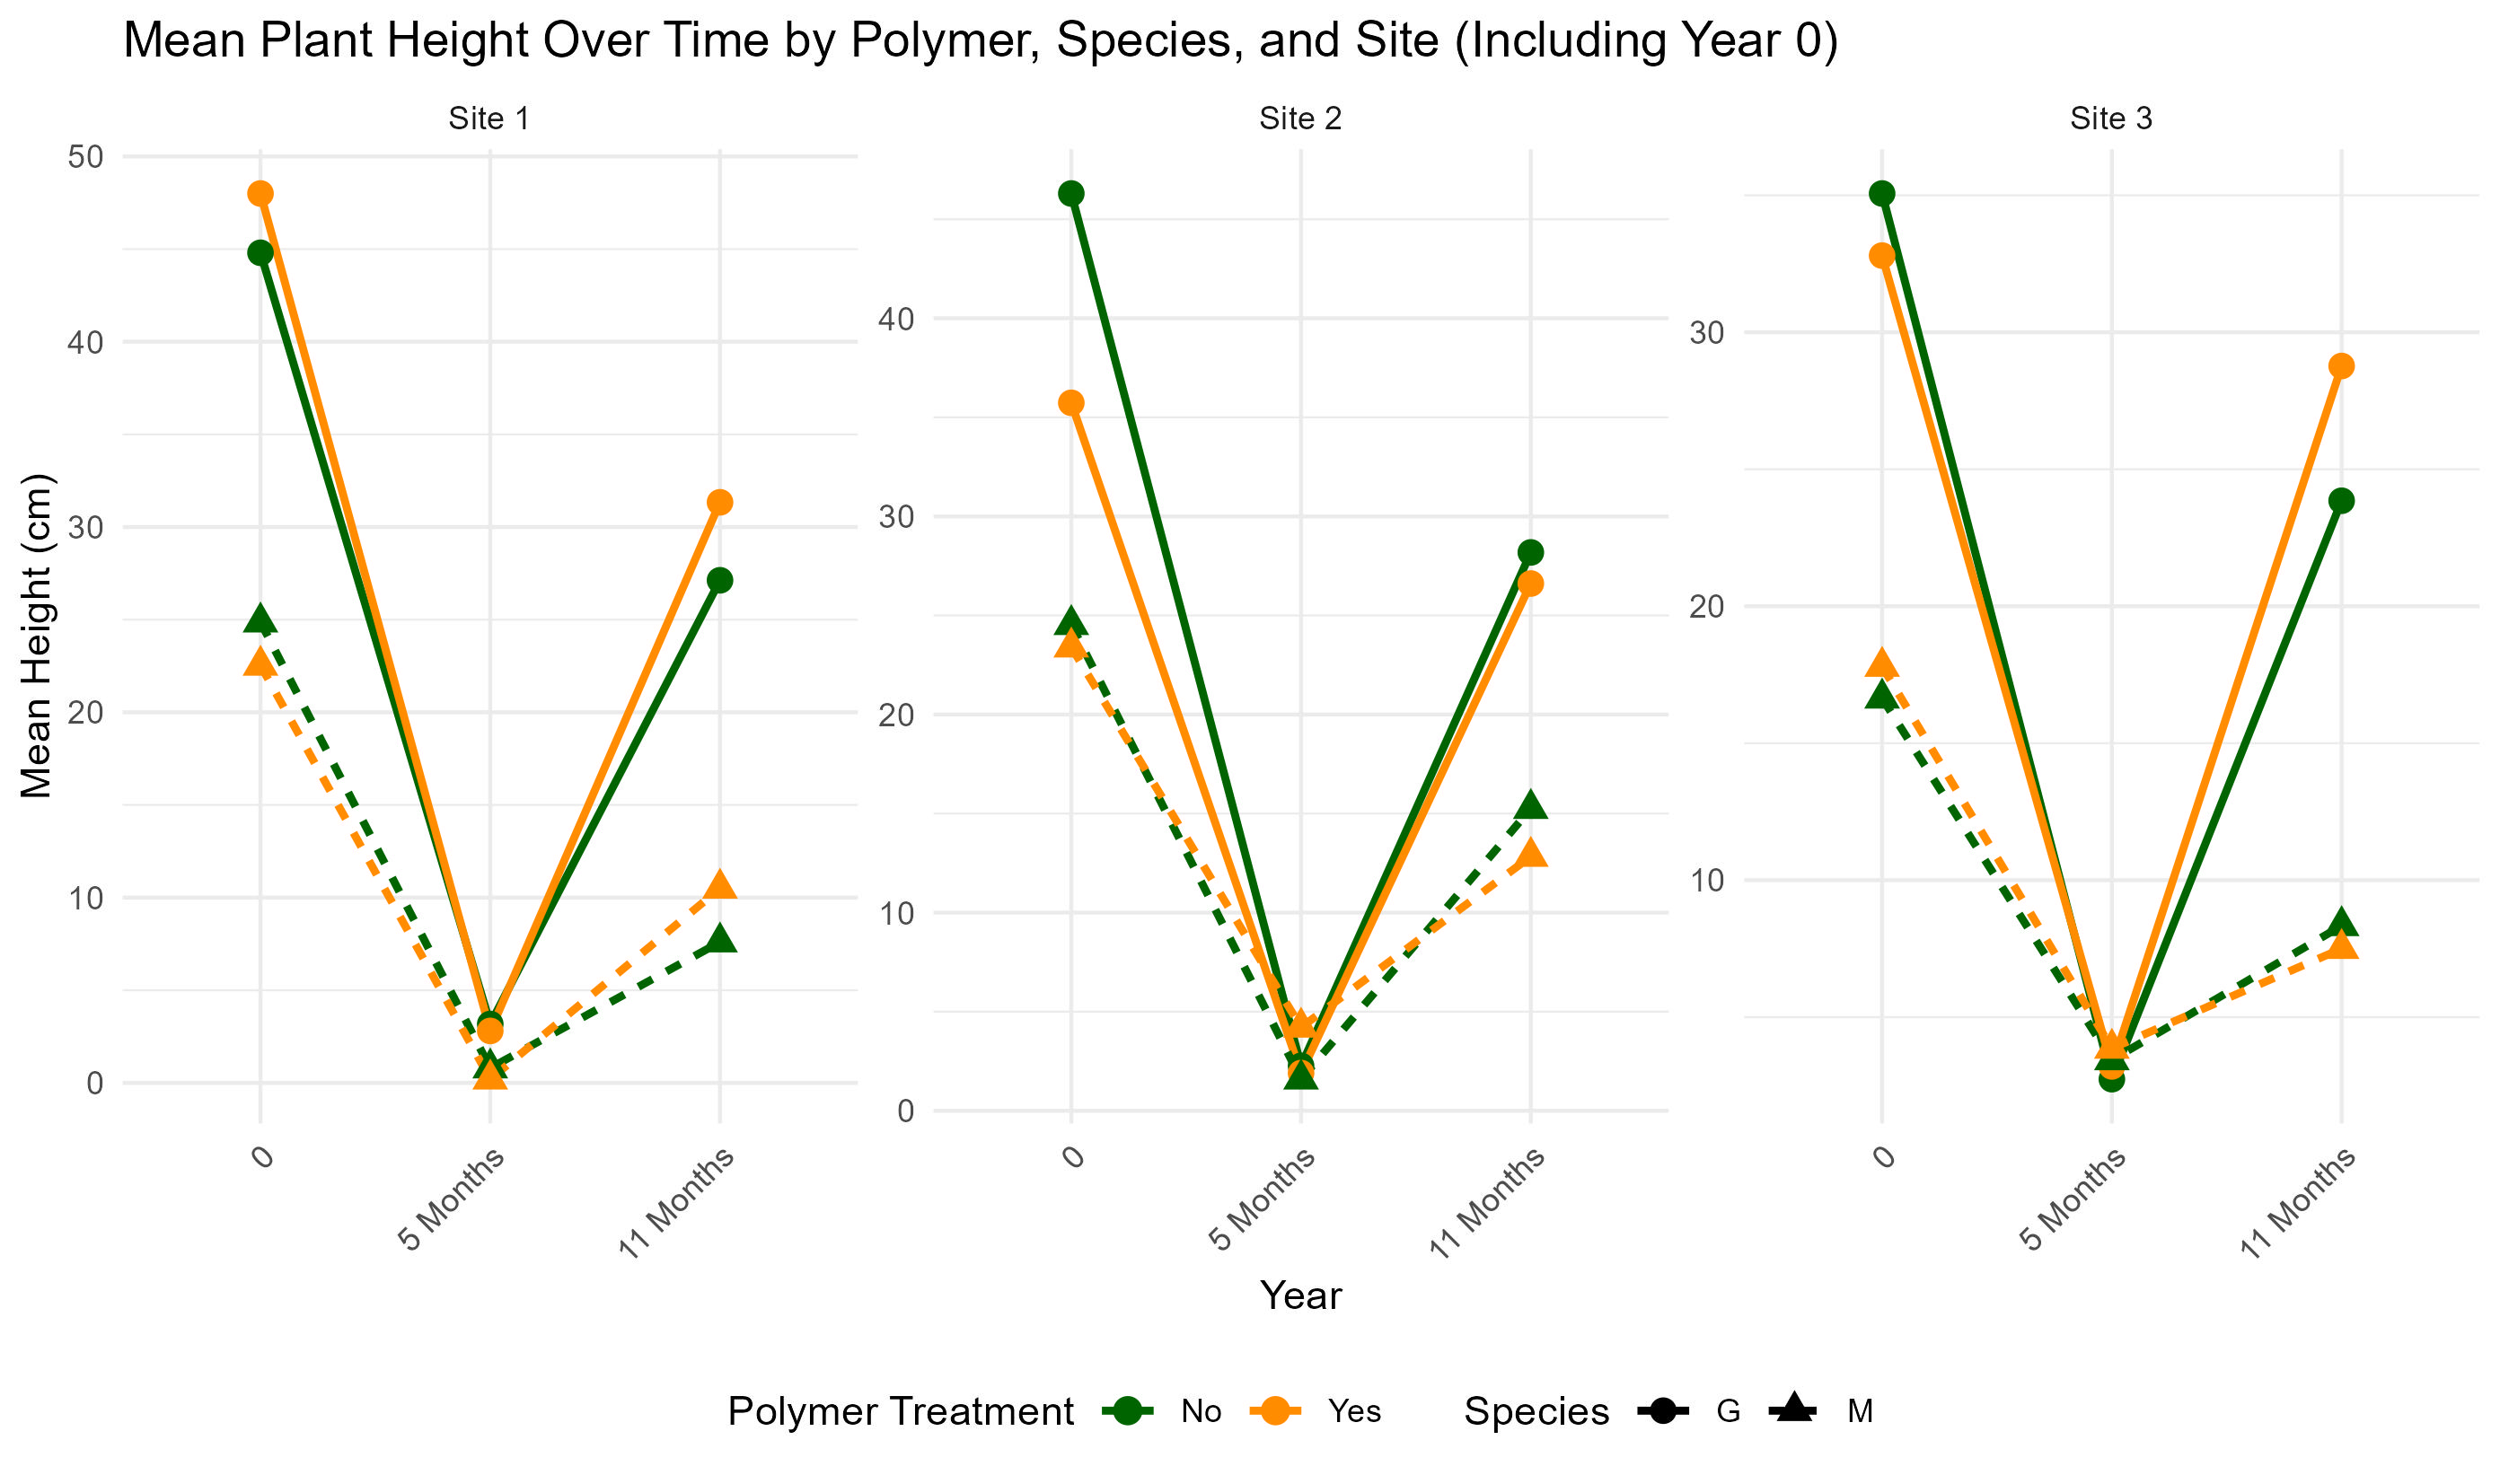 Mean Plant Height Over Time by Polymer, Species, and Site (Including Year 0)
Site 1
Site 2
Site 3
Mean Height (cm)
50
40
30
20
10
0
40
30
20
10
0
30
20
10
0
5 Months
11 Months
0
5 Months
11 Months
0
5 Months
11 Months
Year
Polymer Treatment No Yes Species G M